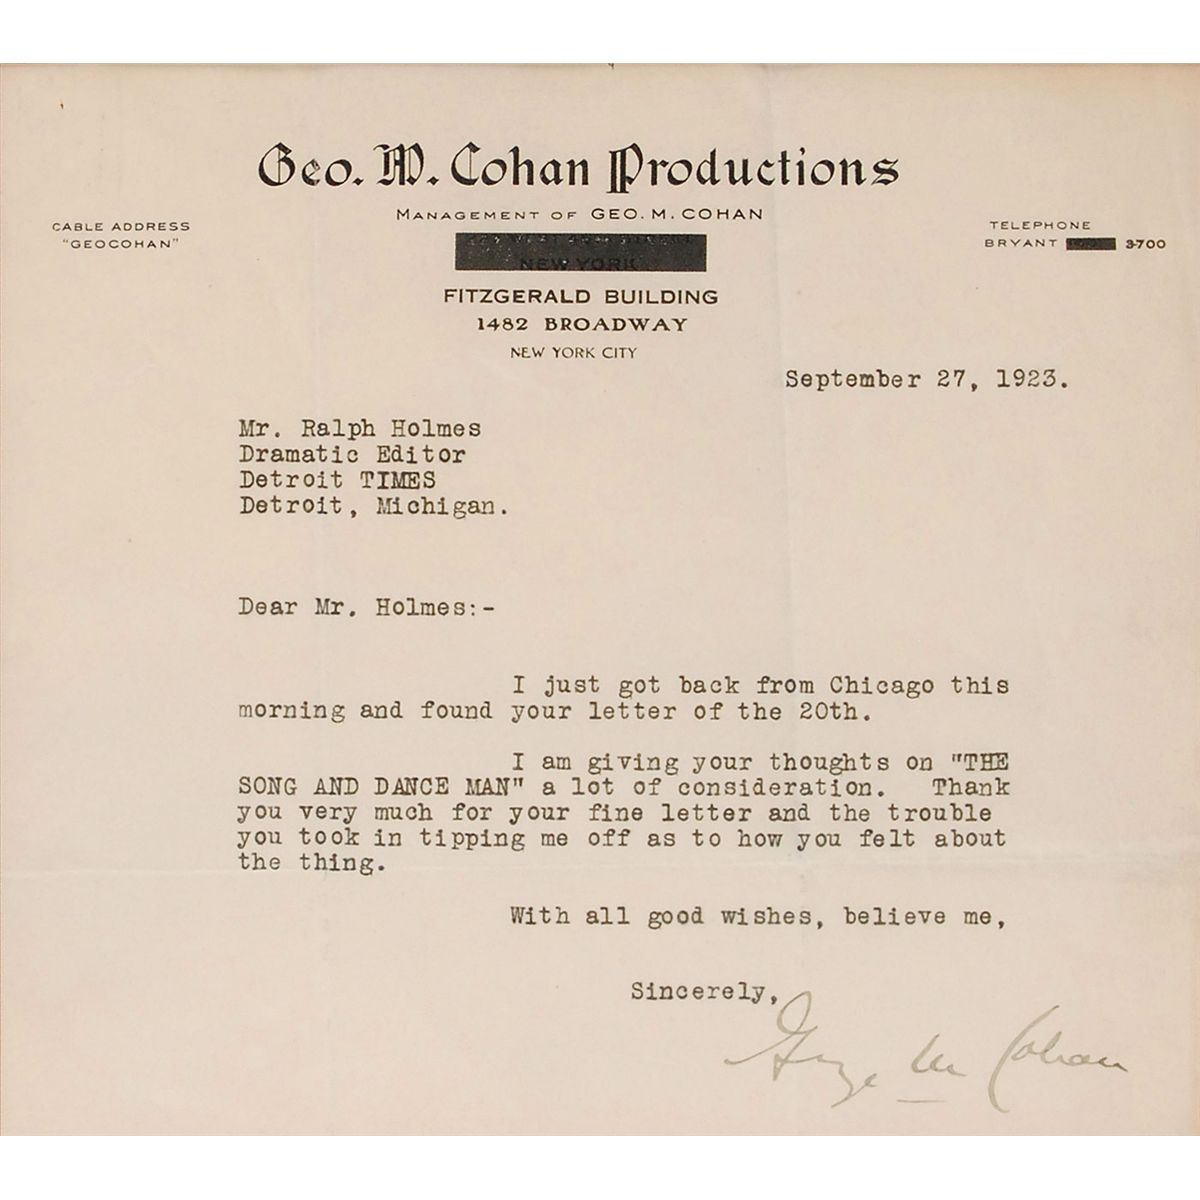 Geo. M. Cohan Productions
MANAGEMENT OF GEO. M. COHAN
CABLE ADDRESS
"GEOCOHAN"
TELEPHONE
BRYANT 3700
NEW YORK
FITZGERALD BUILDING
1482 BROADWAY
NEW YORK CITY
September 27, 1923.
Mr. Ralph Holmes
Dramatic Editor
Detroit TIMES
Detroit, Michigan.
Dear Mr. Holmes:-
I just got back from Chicago this
morning and found your letter of the 20th.
I am giving your thoughts on "THE
SONG AND DANCE MAN" a lot of consideration. Thank
you very much for your fine letter and the trouble
you took in tipping me off as to how you felt about
the thing.
With all good wishes, believe me,
Sincerely,
George M Cohan